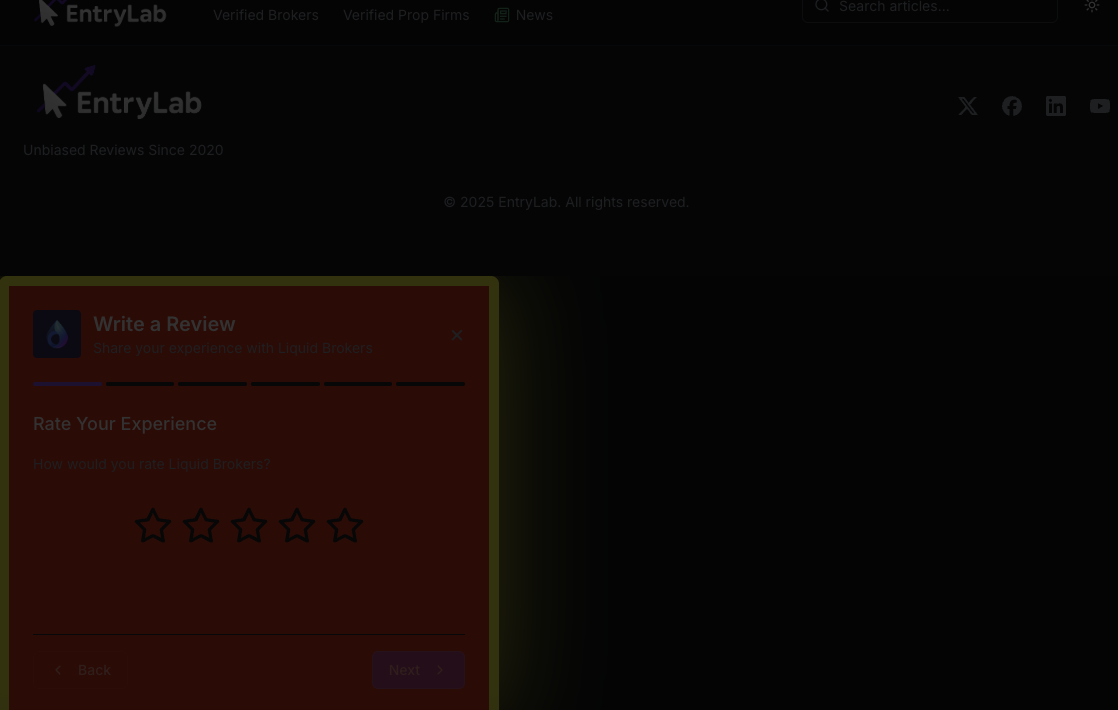 EntryLab
Verified Brokers
Verified Prop Firms
News
Search articles...
EntryLab
Unbiased Reviews Since 2020
© 2025 EntryLab. All rights reserved.
Write a Review
Share your experience with Liquid Brokers
Rate Your Experience
How would you rate Liquid Brokers?
Back
Next